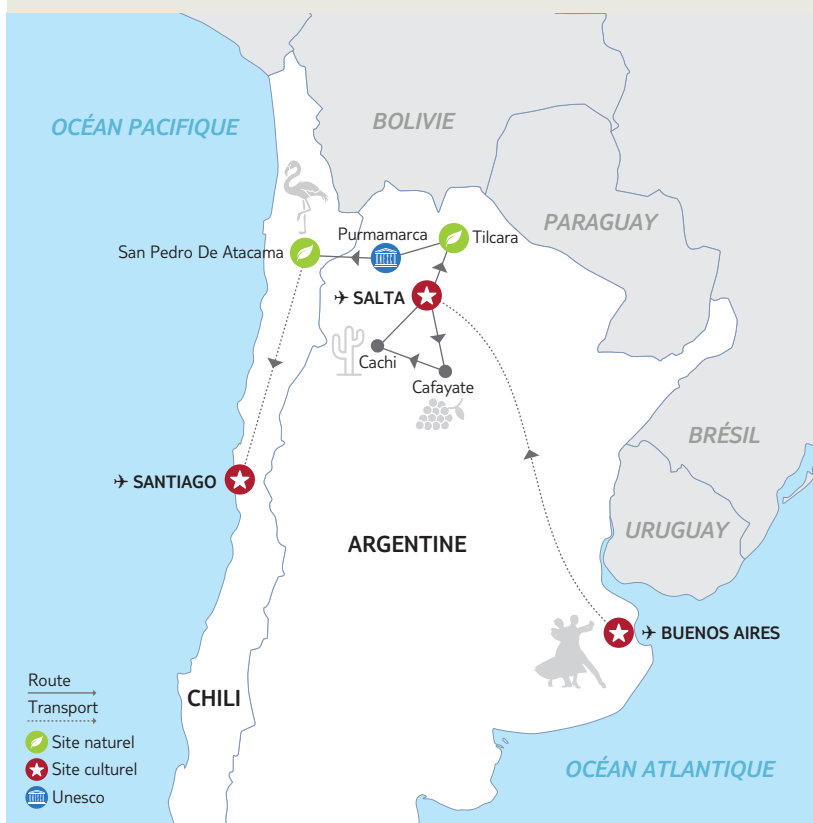 OCÉAN PACIFIQUE
BOLIVIE
PARAGUAY
Purmamarca
Tilcara
San Pedro De Atacama
UNESCO
SALTA
Cachi
Cafayate
BRÉSIL
SANTIAGO
URUGUAY
ARGENTINE
BUENOS AIRES
CHILI
OCÉAN ATLANTIQUE
Route
Transport
Site naturel
Site culturel
Unesco